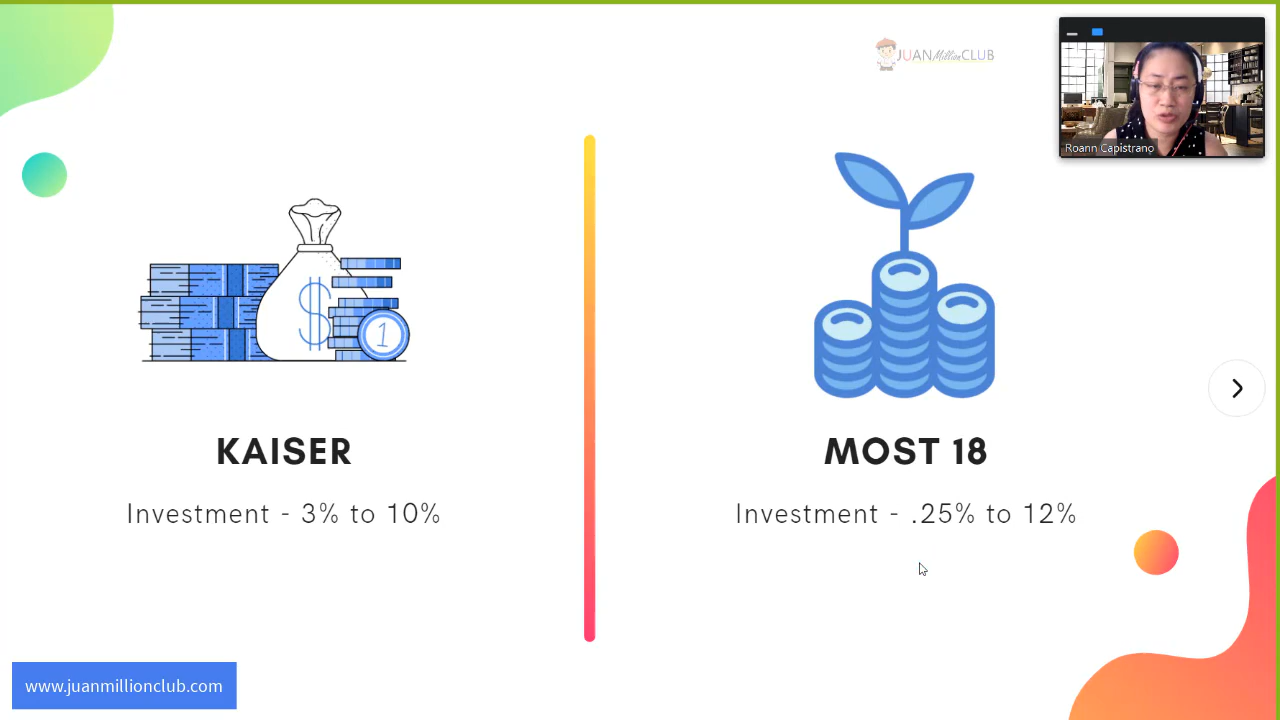 JUAN Million CLUB
Roann Capistrano
$
1
KAISER
Investment - 3% to 10%
MOST 18
Investment - .25% to 12%
www.juanmillionclub.com